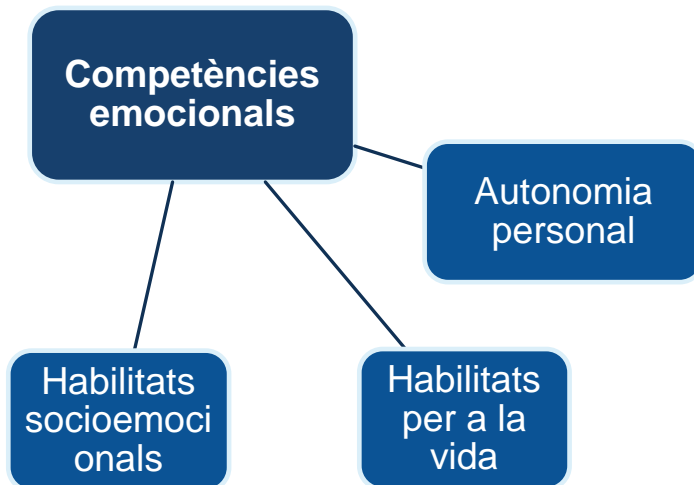 Competències
emocionals
Autonomia
personal
Habilitats
socioemoci
onals
Habilitats
per a la
vida